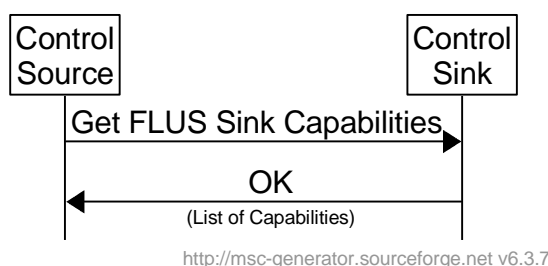 Control Source
Control Sink
Get FLUS Sink Capabilities
OK
(List of Capabilities)
http://msc-generator.sourceforge.net v6.3.7